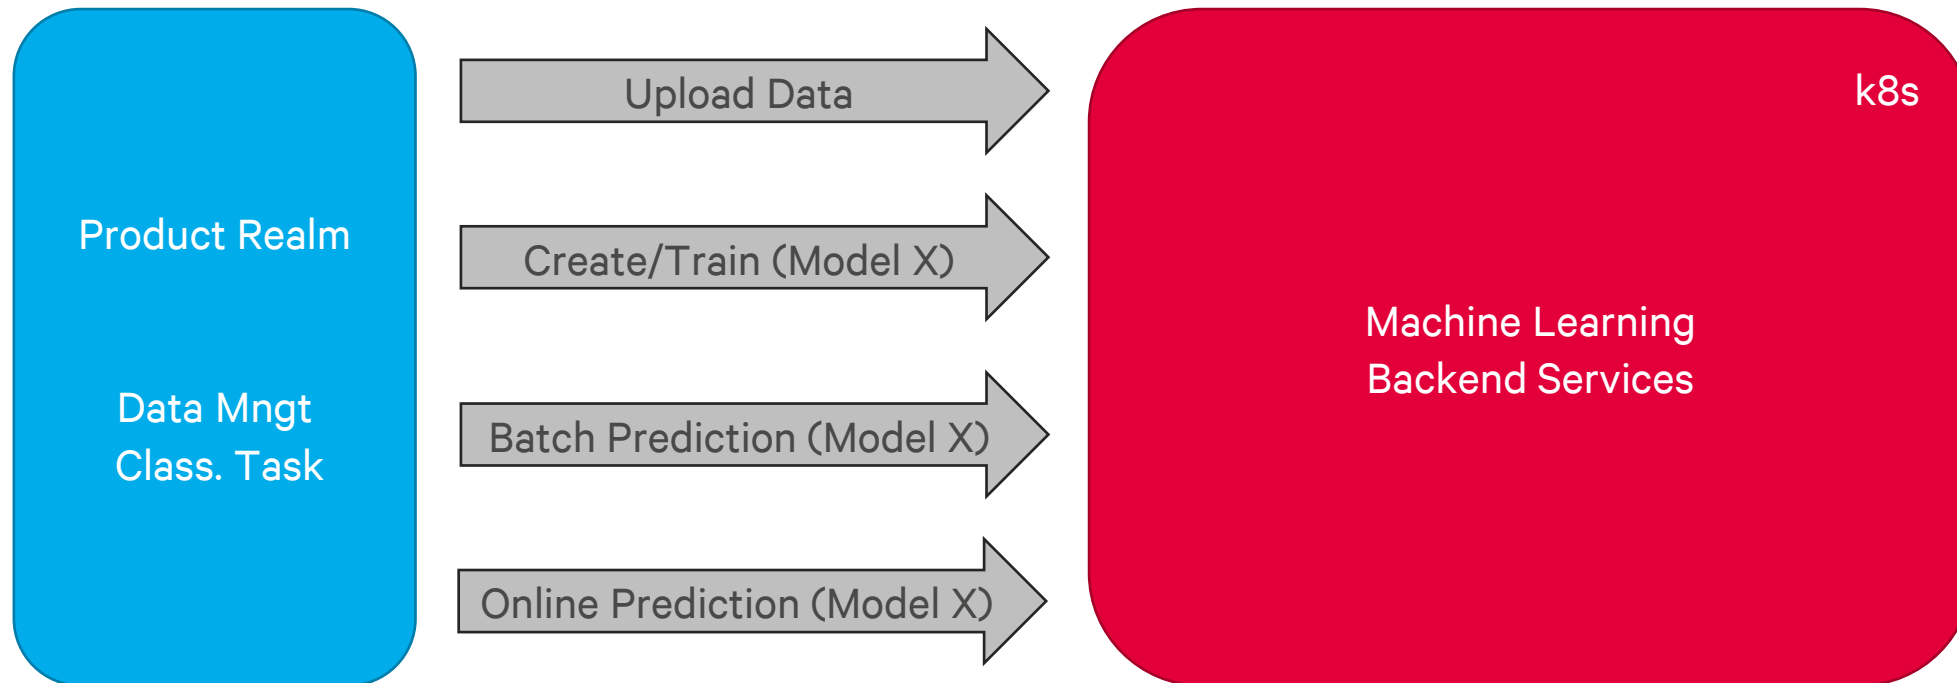 Product Realm
Data Mngt
Class. Task
Upload Data
Create/Train (Model X)
Batch Prediction (Model X)
Online Prediction (Model X)
k8s
Machine Learning
Backend Services